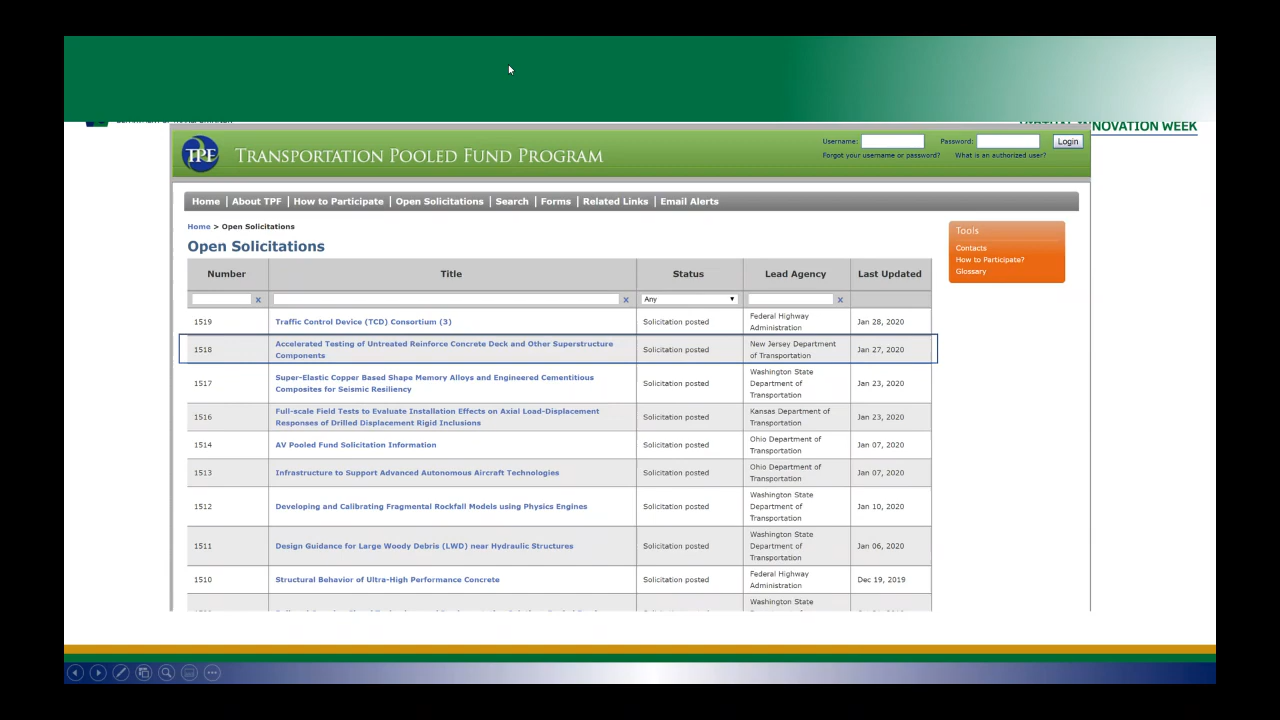 NOVATION WEEK
TPF
TRANSPORTATION POOLED FUND PROGRAM
Username:
Password:
Login
Forgot your username or password?
What is an authorized user?
Home | About TPF | How to Participate | Open Solicitations | Search | Forms | Related Links | Email Alerts
Home > Open Solicitations
Tools
Contacts
How to Participate?
Glossary
Open Solicitations
Number Title Status Lead Agency Last Updated
x x Any x
1519 Traffic Control Device (TCD) Consortium (3) Solicitation posted Federal Highway
Administration Jan 28, 2020
1518 Accelerated Testing of Untreated Reinforce Concrete Deck and Other Superstructure
Components Solicitation posted New Jersey Department
of Transportation Jan 27, 2020
1517 Super-Elastic Copper Based Shape Memory Alloys and Engineered Cementitious
Composites for Seismic Resiliency Solicitation posted Washington State
Department of
Transportation Jan 23, 2020
1516 Full-scale Field Tests to Evaluate Installation Effects on Axial Load-Displacement
Responses of Drilled Displacement Rigid Inclusions Solicitation posted Kansas Department of
Transportation Jan 23, 2020
1514 AV Pooled Fund Solicitation Information Solicitation posted Ohio Department of
Transportation Jan 07, 2020
1513 Infrastructure to Support Advanced Autonomous Aircraft Technologies Solicitation posted Ohio Department of
Transportation Jan 07, 2020
1512 Developing and Calibrating Fragmental Rockfall Models using Physics Engines Solicitation posted Washington State
Department of
Transportation Jan 10, 2020
1511 Design Guidance for Large Woody Debris (LWD) near Hydraulic Structures Solicitation posted Washington State
Department of
Transportation Jan 06, 2020
1510 Structural Behavior of Ultra-High Performance Concrete Solicitation posted Federal Highway
Administration Dec 19, 2019
Washington State